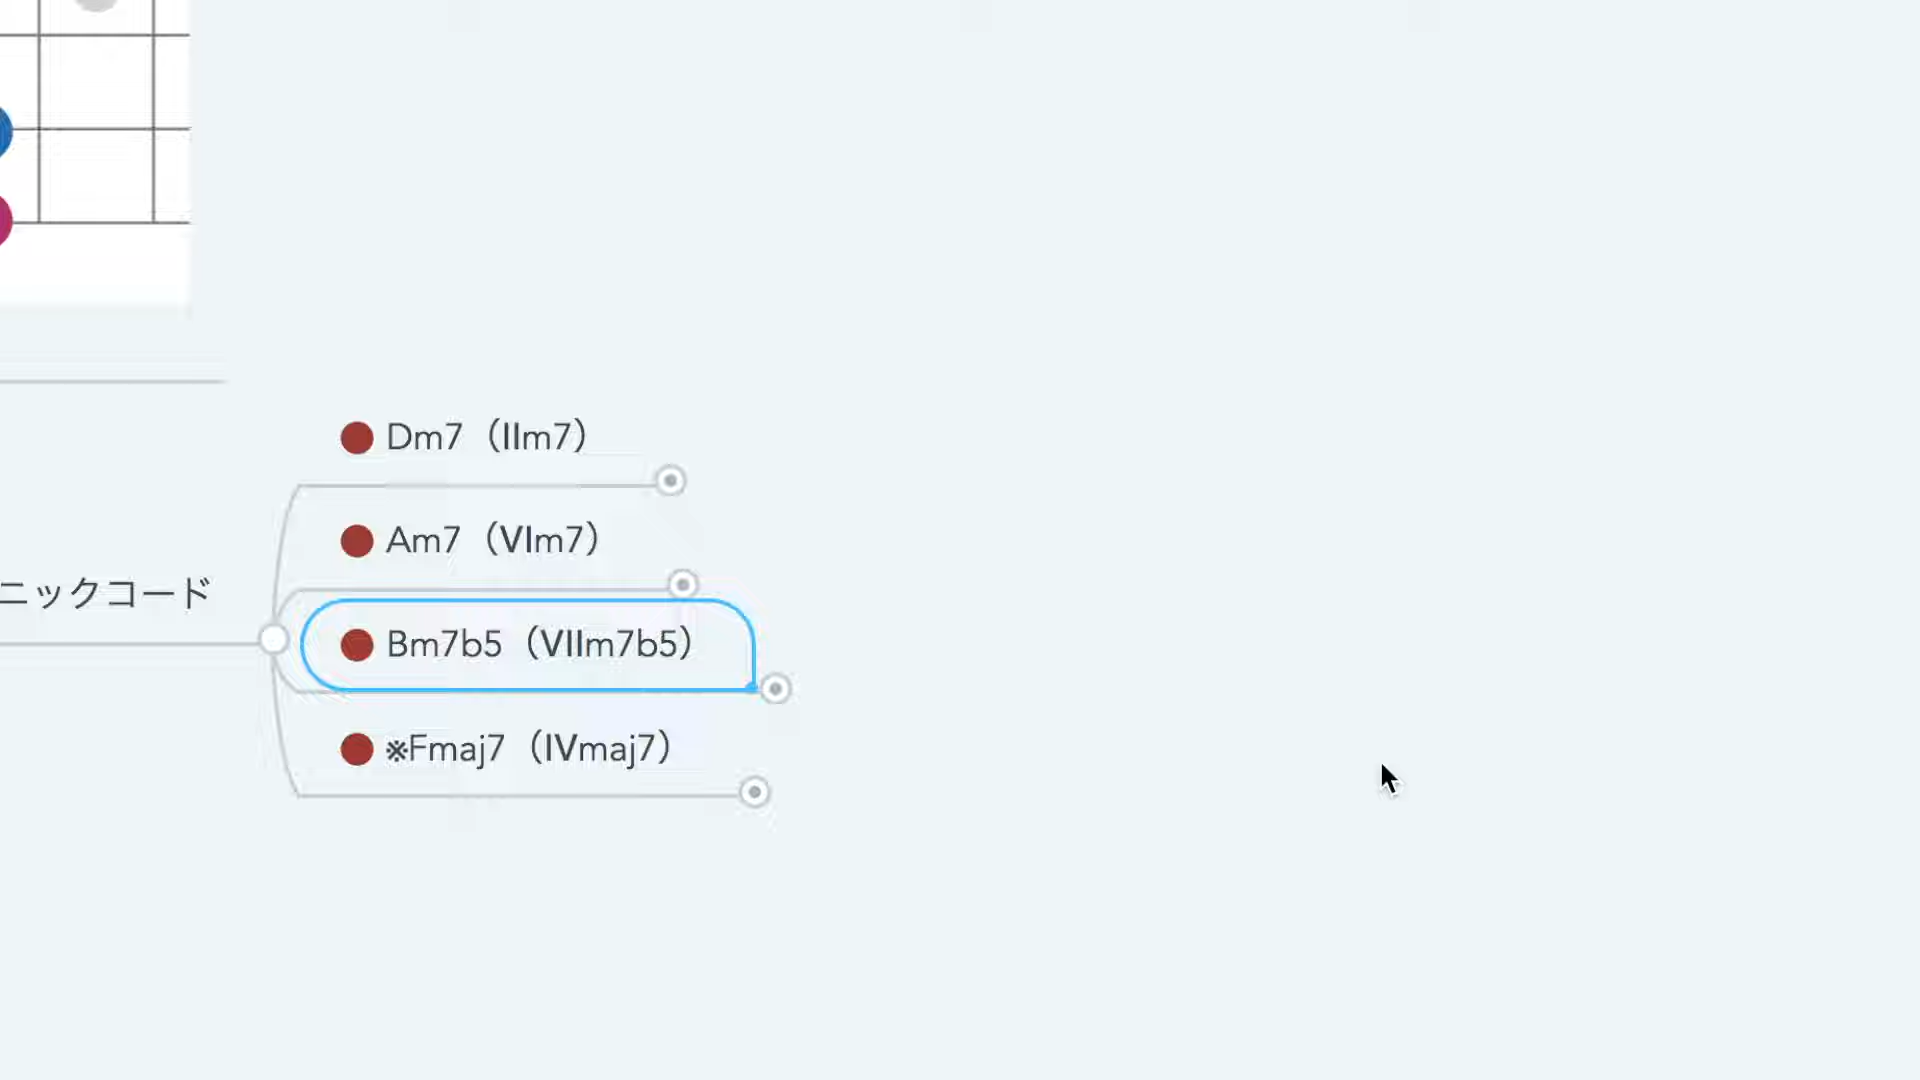 Dm7（IIm7）
Am7（VIm7）
ニックコード
Bm7b5（VIIm7b5）
※Fmaj7（IVmaj7）